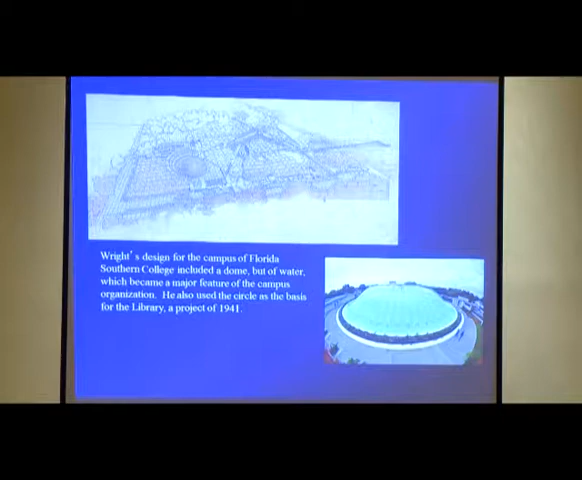 Wright's design for the campus of Florida
Southern College included a dome, but of water,
which became a major feature of the campus
organization. He also used the circle as the basis
for the Library, a project of 1941.